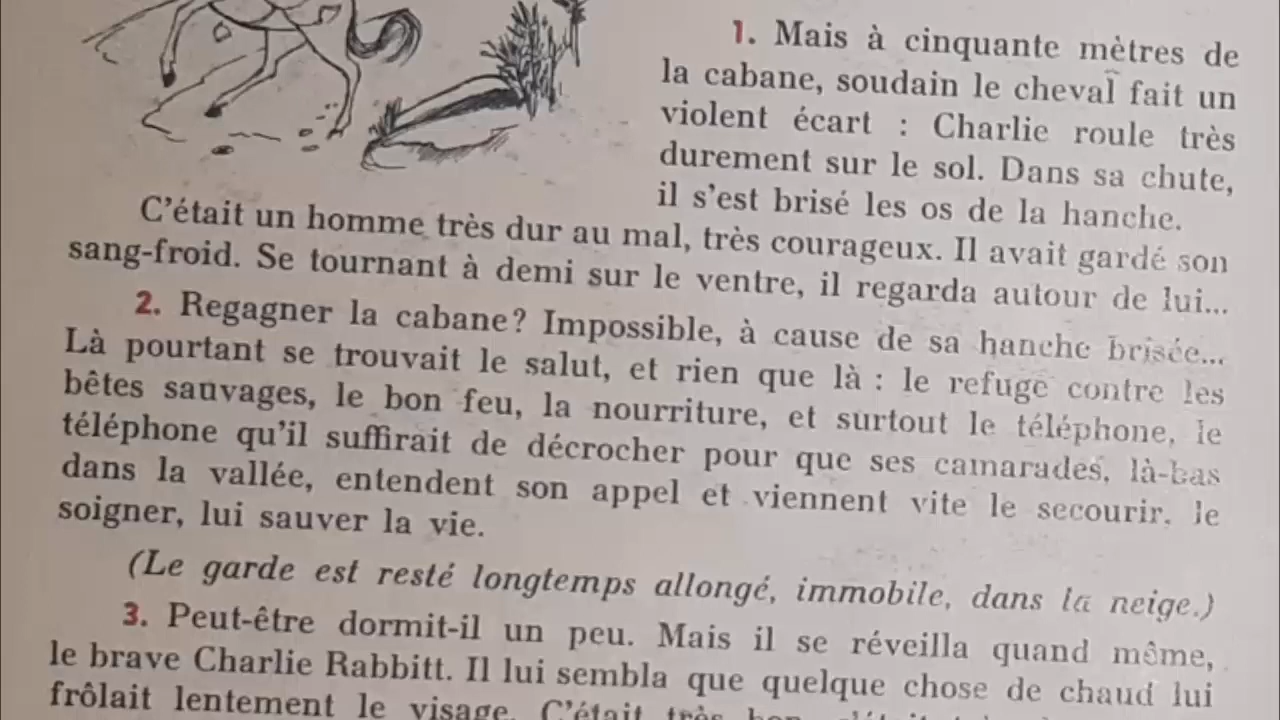 1. Mais à cinquante mètres de
la cabane, soudain le cheval fait un
violent écart : Charlie roule très
durement sur le sol. Dans sa chute,
il s'est brisé les os de la hanche.
C'était un homme très dur au mal, très courageux. Il avait gardé son
sang-froid. Se tournant à demi sur le ventre, il regarda autour de lui...
2. Regagner la cabane? Impossible, à cause de sa hanche brisée...
Là pourtant se trouvait le salut, et rien que là : le refuge contre les
bêtes sauvages, le bon feu, la nourriture, et surtout le téléphone, le
téléphone qu'il suffirait de décrocher pour que ses camarades, là-bas
dans la vallée, entendent son appel et viennent vite le secourir, le
soigner, lui sauver la vie.
(Le garde est resté longtemps allongé, immobile, dans la neige.)
3. Peut-être dormit-il un peu. Mais il se réveilla quand même,
le brave Charlie Rabbitt. Il lui sembla que quelque chose de chaud lui
frôlait lentement le visage. C'était très